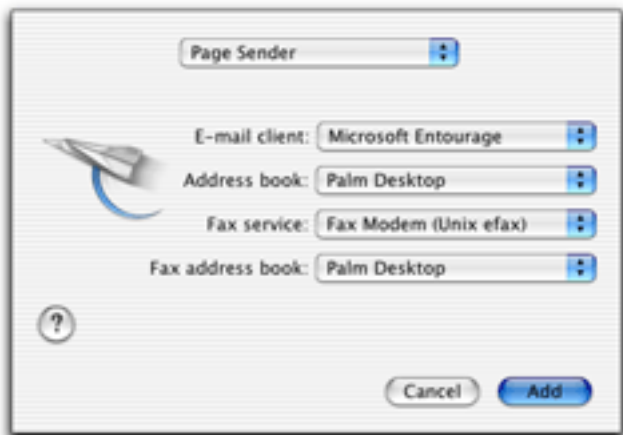 Page Sender
E-mail client: Microsoft Entourage
Address book: Palm Desktop
Fax service: Fax Modem (Unix efax)
Fax address book: Palm Desktop
?
Cancel Add